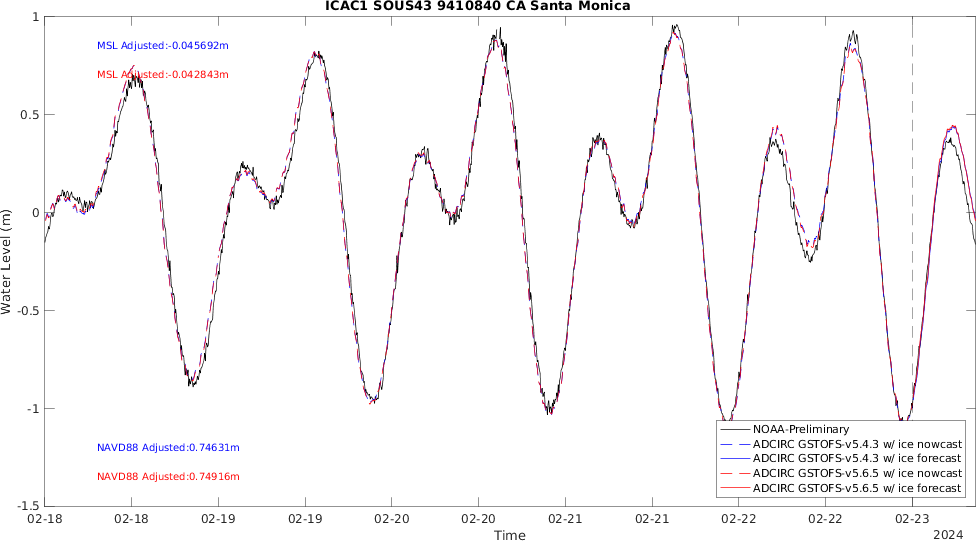 ICAC1 SOUS43 9410840 CA Santa Monica
MSL Adjusted:-0.045692m
MSL Adjusted:-0.042843m
NAVD88 Adjusted:0.74631m
NAVD88 Adjusted:0.74916m
Water Level (m)
1
0.5
0
-0.5
-1
-1.5
NOAA-Preliminary
ADCIRC GSTOFS-v5.4.3 w/ ice nowcast
ADCIRC GSTOFS-v5.4.3 w/ ice forecast
ADCIRC GSTOFS-v5.6.5 w/ ice nowcast
ADCIRC GSTOFS-v5.6.5 w/ ice forecast
02-18 02-18 02-19 02-19 02-20 02-20 02-21 02-21 02-22 02-22 02-23
Time
2024